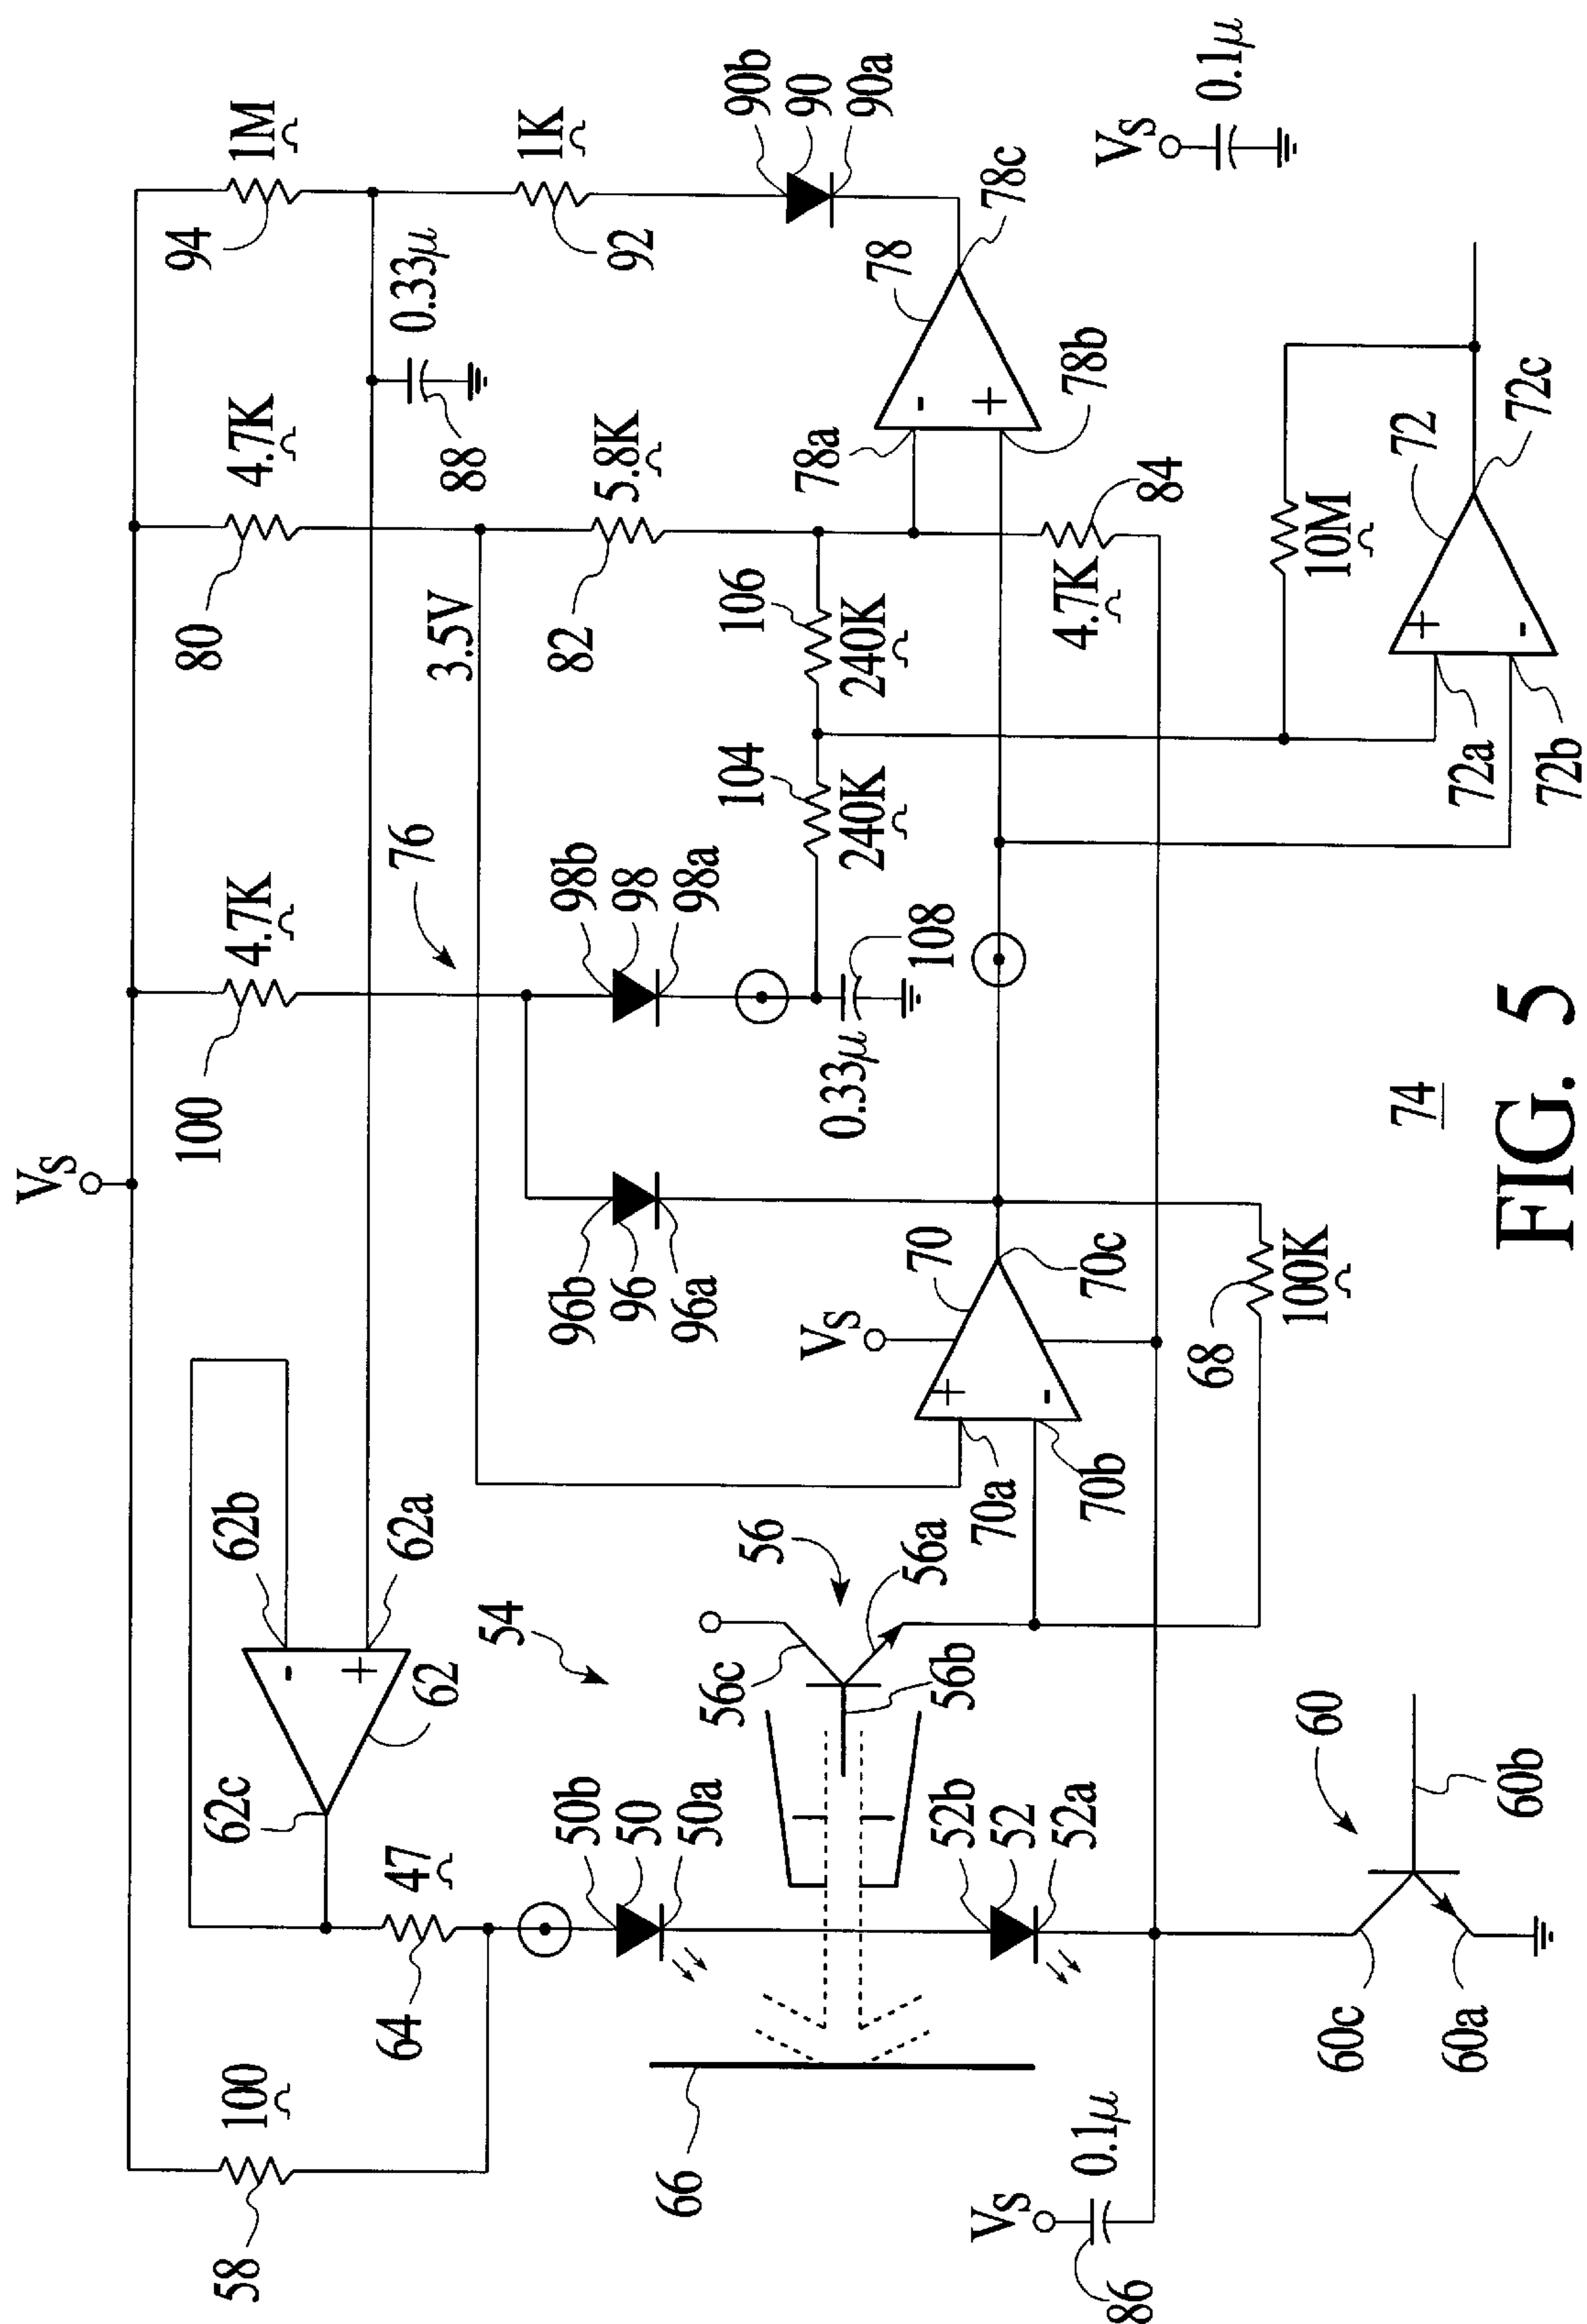 VS
58
100
62c
62b
100
4.7K
80
4.7K
94
1M
64
47
62
62a
76
88
0.33μ
3.5V
54
50b
50
50a
96b
96
96a
98b
98
98a
82
5.8K
92
1K
66
56c
56
104
240K
106
240K
90b
90
90a
VS
0.33μ
108
78a
78
-
+
78b
78c
52b
52
52a
56b
56a
70a
70b
+
-
70
70c
86
0.1μ
VS
4.7K
84
VS
0.1μ
68
100K
60
60c
60a
60b
10M
72a
72b
+
-
72
72c
-
+
74
FIG. 5